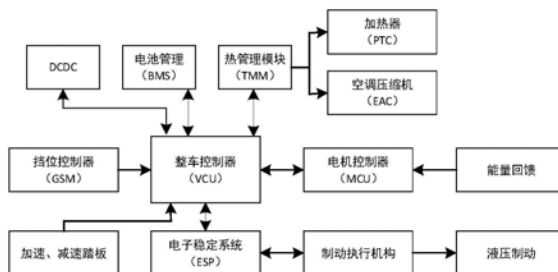 加热器
（PTC）
DCDC
电池管理
（BMS）
热管理模块
（TMM）
空调压缩机
（EAC）
挡位控制器
（GSM）
整车控制器
（VCU）
电机控制器
（MCU）
能量回馈
加速、减速踏板
电子稳定系统
（ESP）
制动执行机构
液压制动